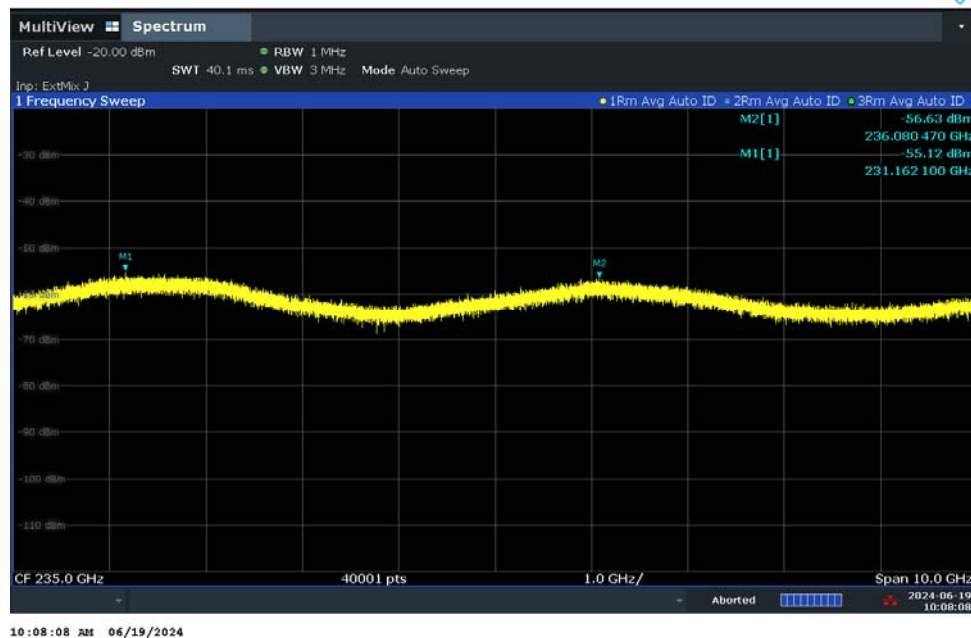 MultiView Spectrum
Ref Level -20.00 dBm RBW 1 MHz
SWT 40.1 ms VBW 3 MHz Mode Auto Sweep
Inp: ExtMix J
1 Frequency Sweep 1Rm Avg Auto ID 2Rm Avg Auto ID 3Rm Avg Auto ID
M2[1] -56.63 dBm
236.080 470 GHz
-30 dBm M1[1] -55.12 dBm
231.162 100 GHz
-40 dBm
-50 dBm
M1
M2
-60 dBm
-70 dBm
-80 dBm
-90 dBm
-100 dBm
-110 dBm
CF 235.0 GHz 40001 pts 1.0 GHz/ Span 10.0 GHz
Aborted 2024-06-19
10:08:08
10:08:08 AM 06/19/2024